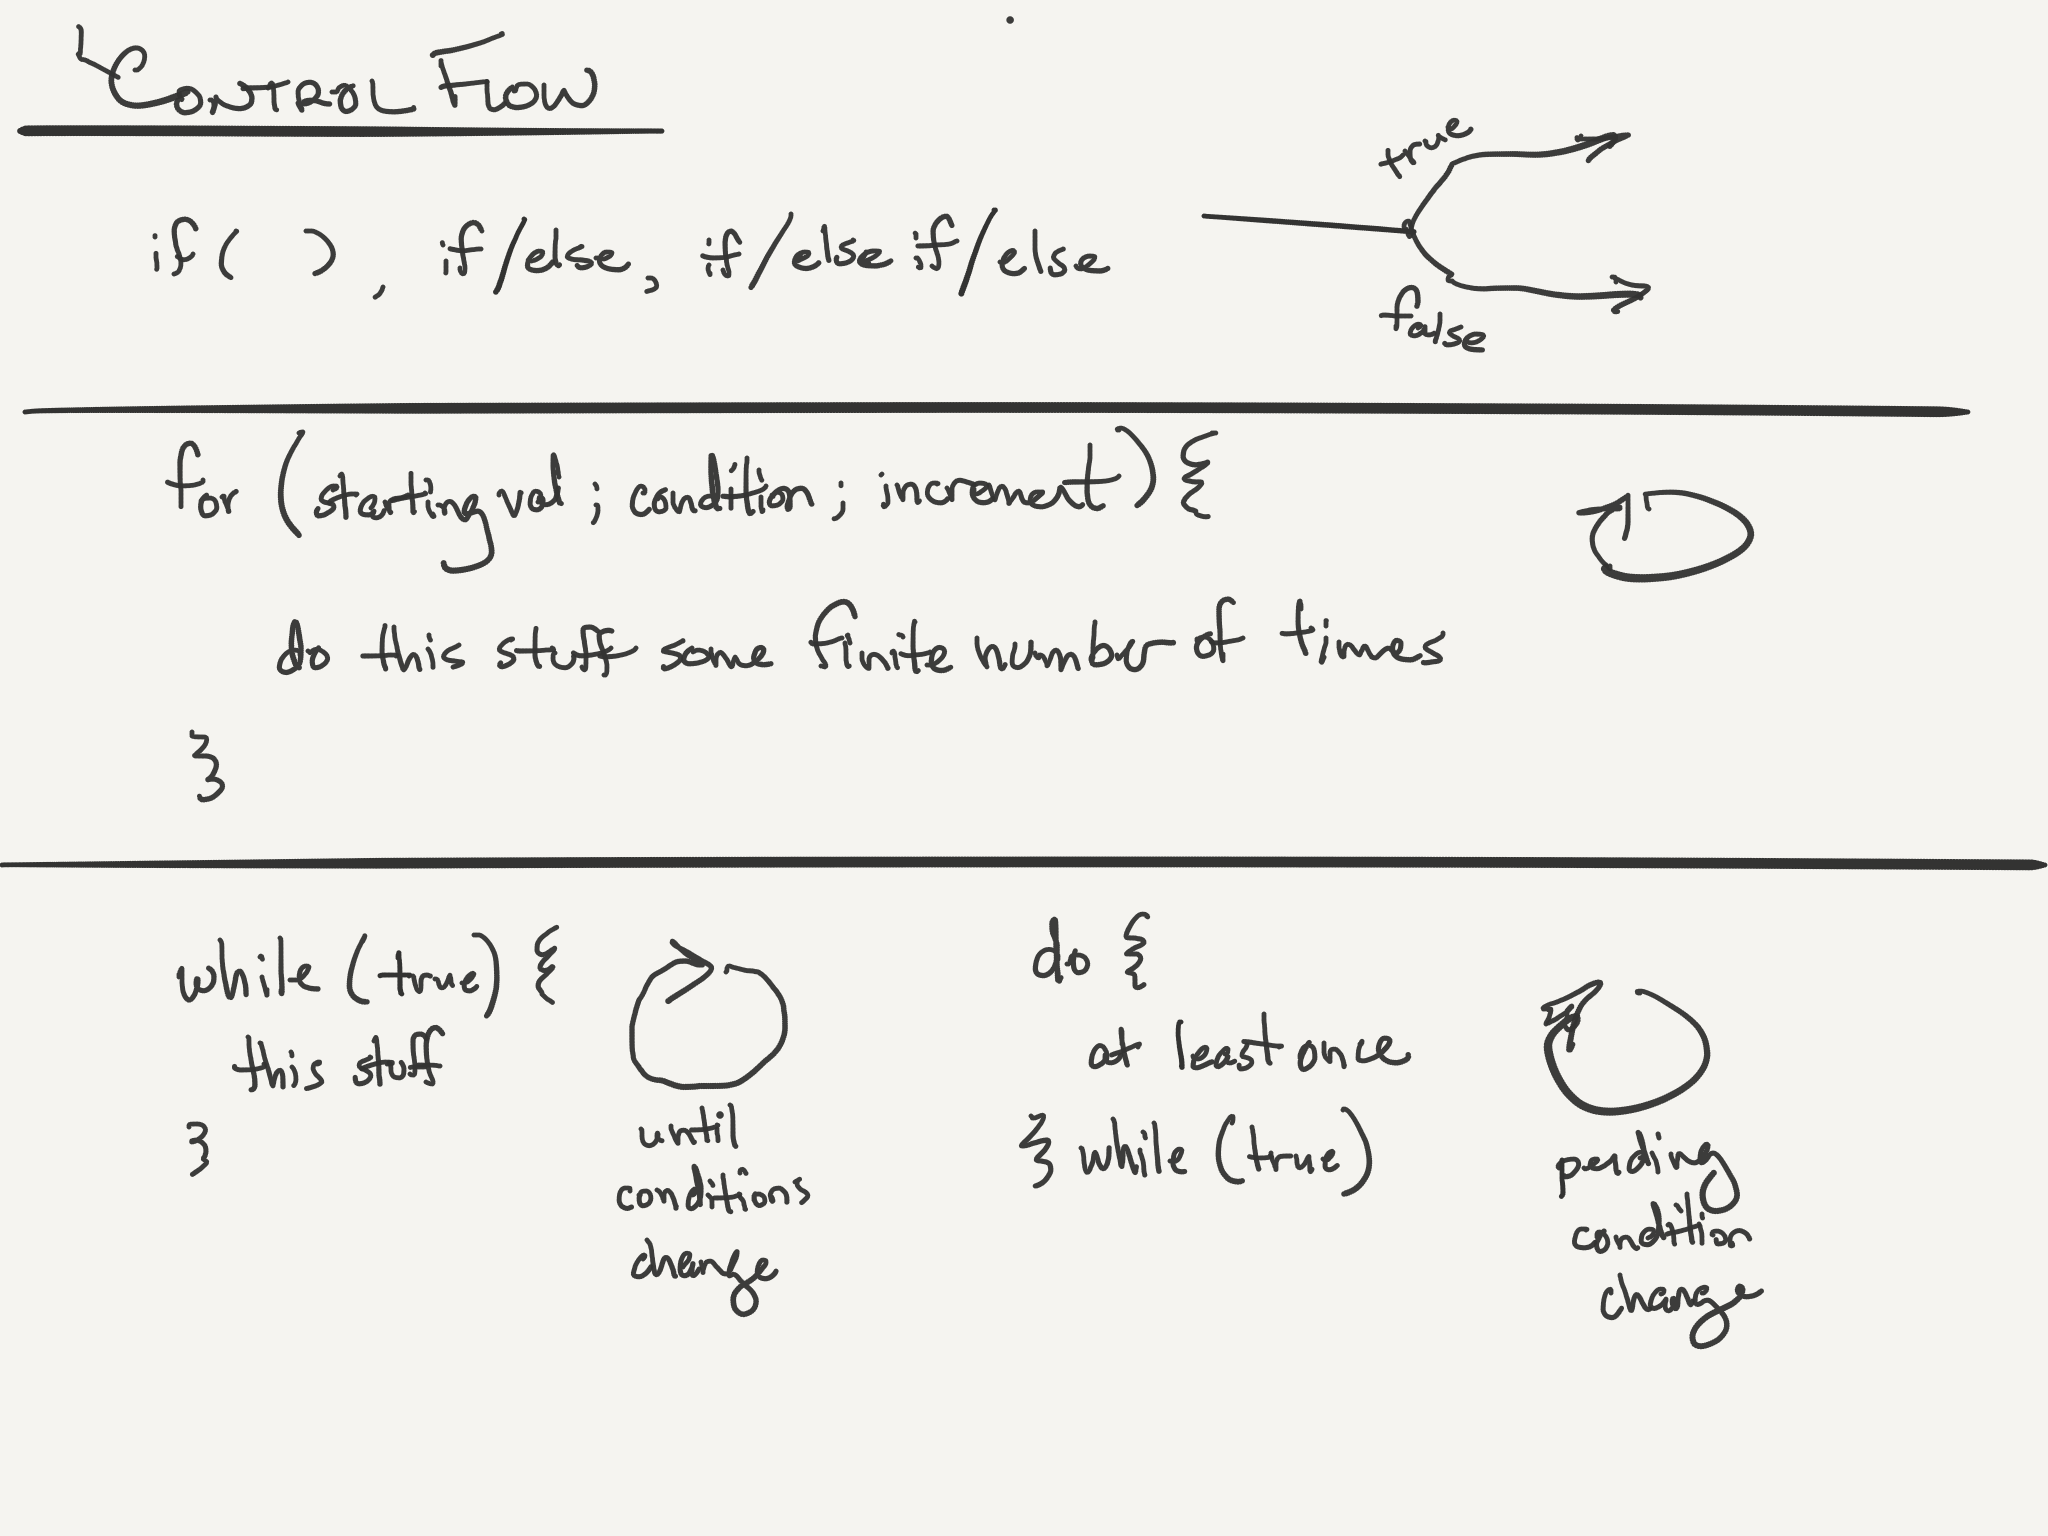 CONTROL FLOW
if ( ), if/else, if/else if/else
true
false
for (starting val; condition; increment) {
do this stuff some finite number of times
}
while (true) {
this stuff
}
until
conditions
change
do {
at least once
} while (true)
pending
condition
change